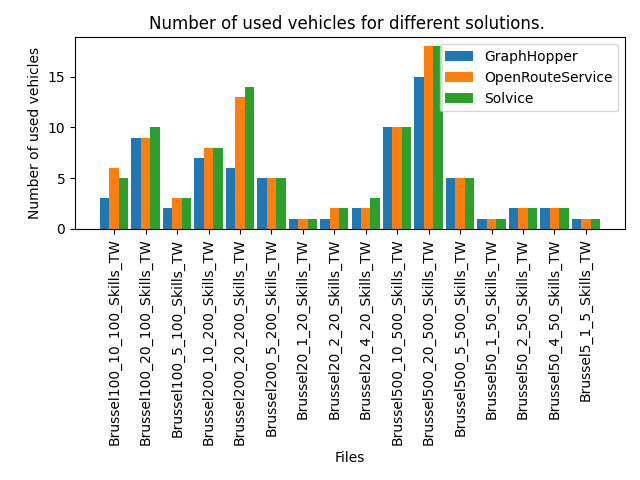 Number of used vehicles for different solutions.
Number of used vehicles
15
10
5
0
GraphHopper
OpenRouteService
Solvice
Brussel100_10_100_Skills_TW
Brussel100_20_100_Skills_TW
Brussel100_5_100_Skills_TW
Brussel200_10_200_Skills_TW
Brussel200_20_200_Skills_TW
Brussel200_5_200_Skills_TW
Brussel20_1_20_Skills_TW
Brussel20_2_20_Skills_TW
Brussel20_4_20_Skills_TW
Brussel500_10_500_Skills_TW
Brussel500_20_500_Skills_TW
Brussel500_5_500_Skills_TW
Brussel50_1_50_Skills_TW
Brussel50_2_50_Skills_TW
Brussel50_4_50_Skills_TW
Brussel5_1_5_Skills_TW
Files